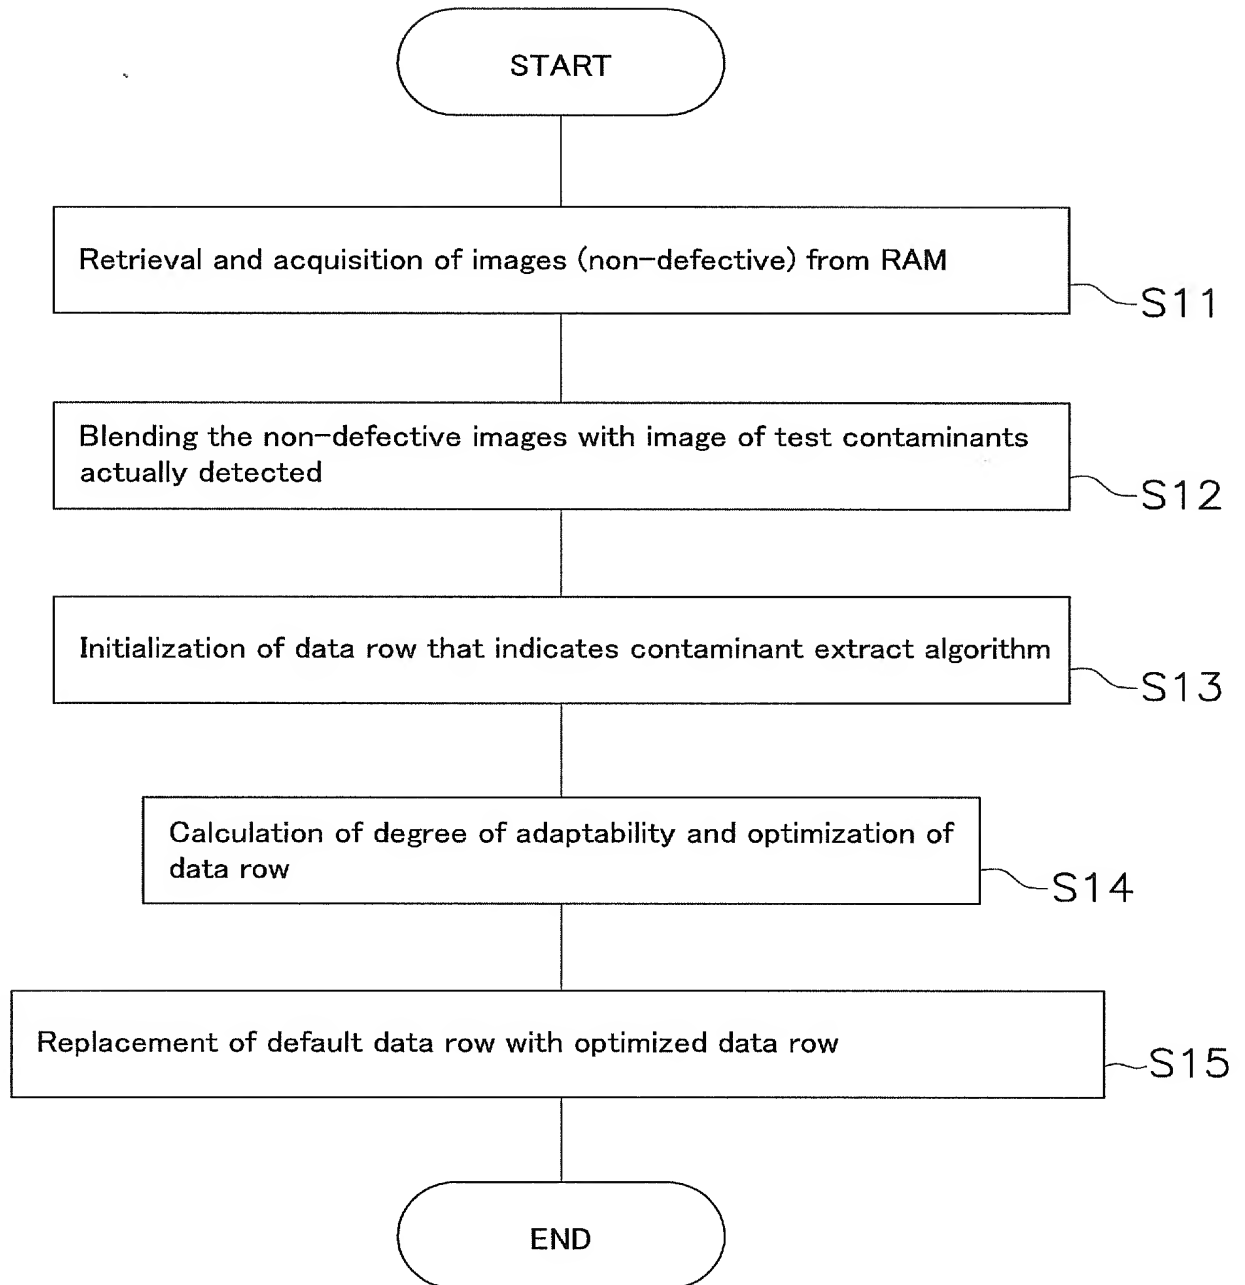 START
Retrieval and acquisition of images (non-defective) from RAM
S11
Blending the non-defective images with image of test contaminants
actually detected
S12
Initialization of data row that indicates contaminant extract algorithm
S13
Calculation of degree of adaptability and optimization of
data row
S14
Replacement of default data row with optimized data row
S15
END